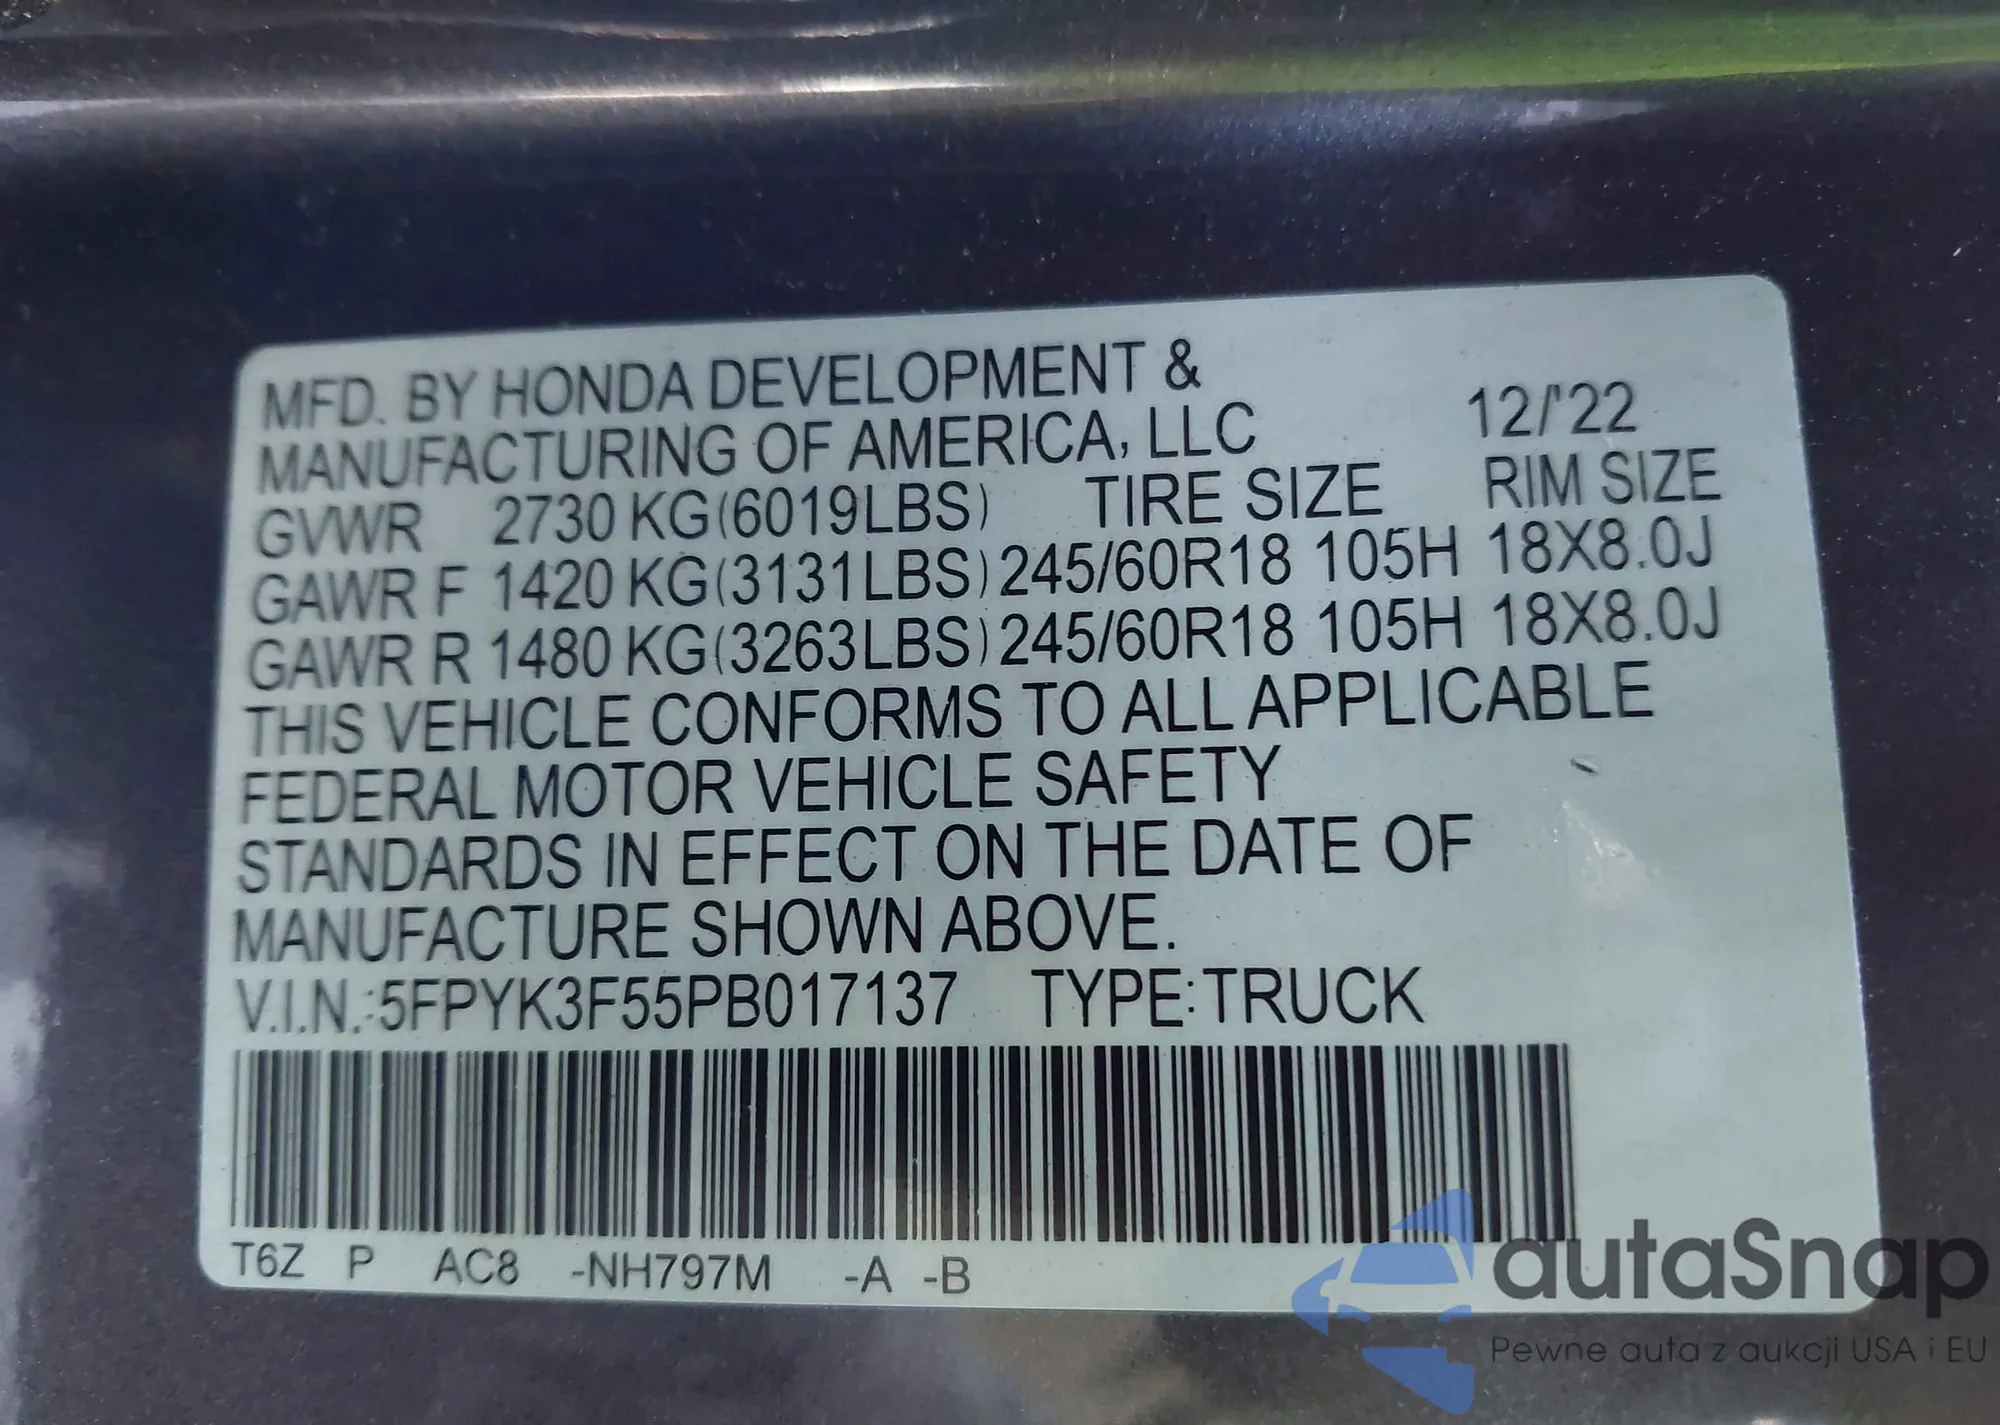 MFD. BY HONDA DEVELOPMENT &
MANUFACTURING OF AMERICA, LLC 12/'22
GVWR 2730 KG(6019LBS) TIRE SIZE RIM SIZE
GAWR F 1420 KG(3131LBS) 245/60R18 105H 18X8.0J
GAWR R 1480 KG(3263LBS) 245/60R18 105H 18X8.0J
THIS VEHICLE CONFORMS TO ALL APPLICABLE
FEDERAL MOTOR VEHICLE SAFETY
STANDARDS IN EFFECT ON THE DATE OF
MANUFACTURE SHOWN ABOVE.
V.I.N.:5FPYK3F55PB017137 TYPE:TRUCK
T6Z P AC8 -NH797M -A -B
autaSnap
Pewne auta z aukcji USA i EU